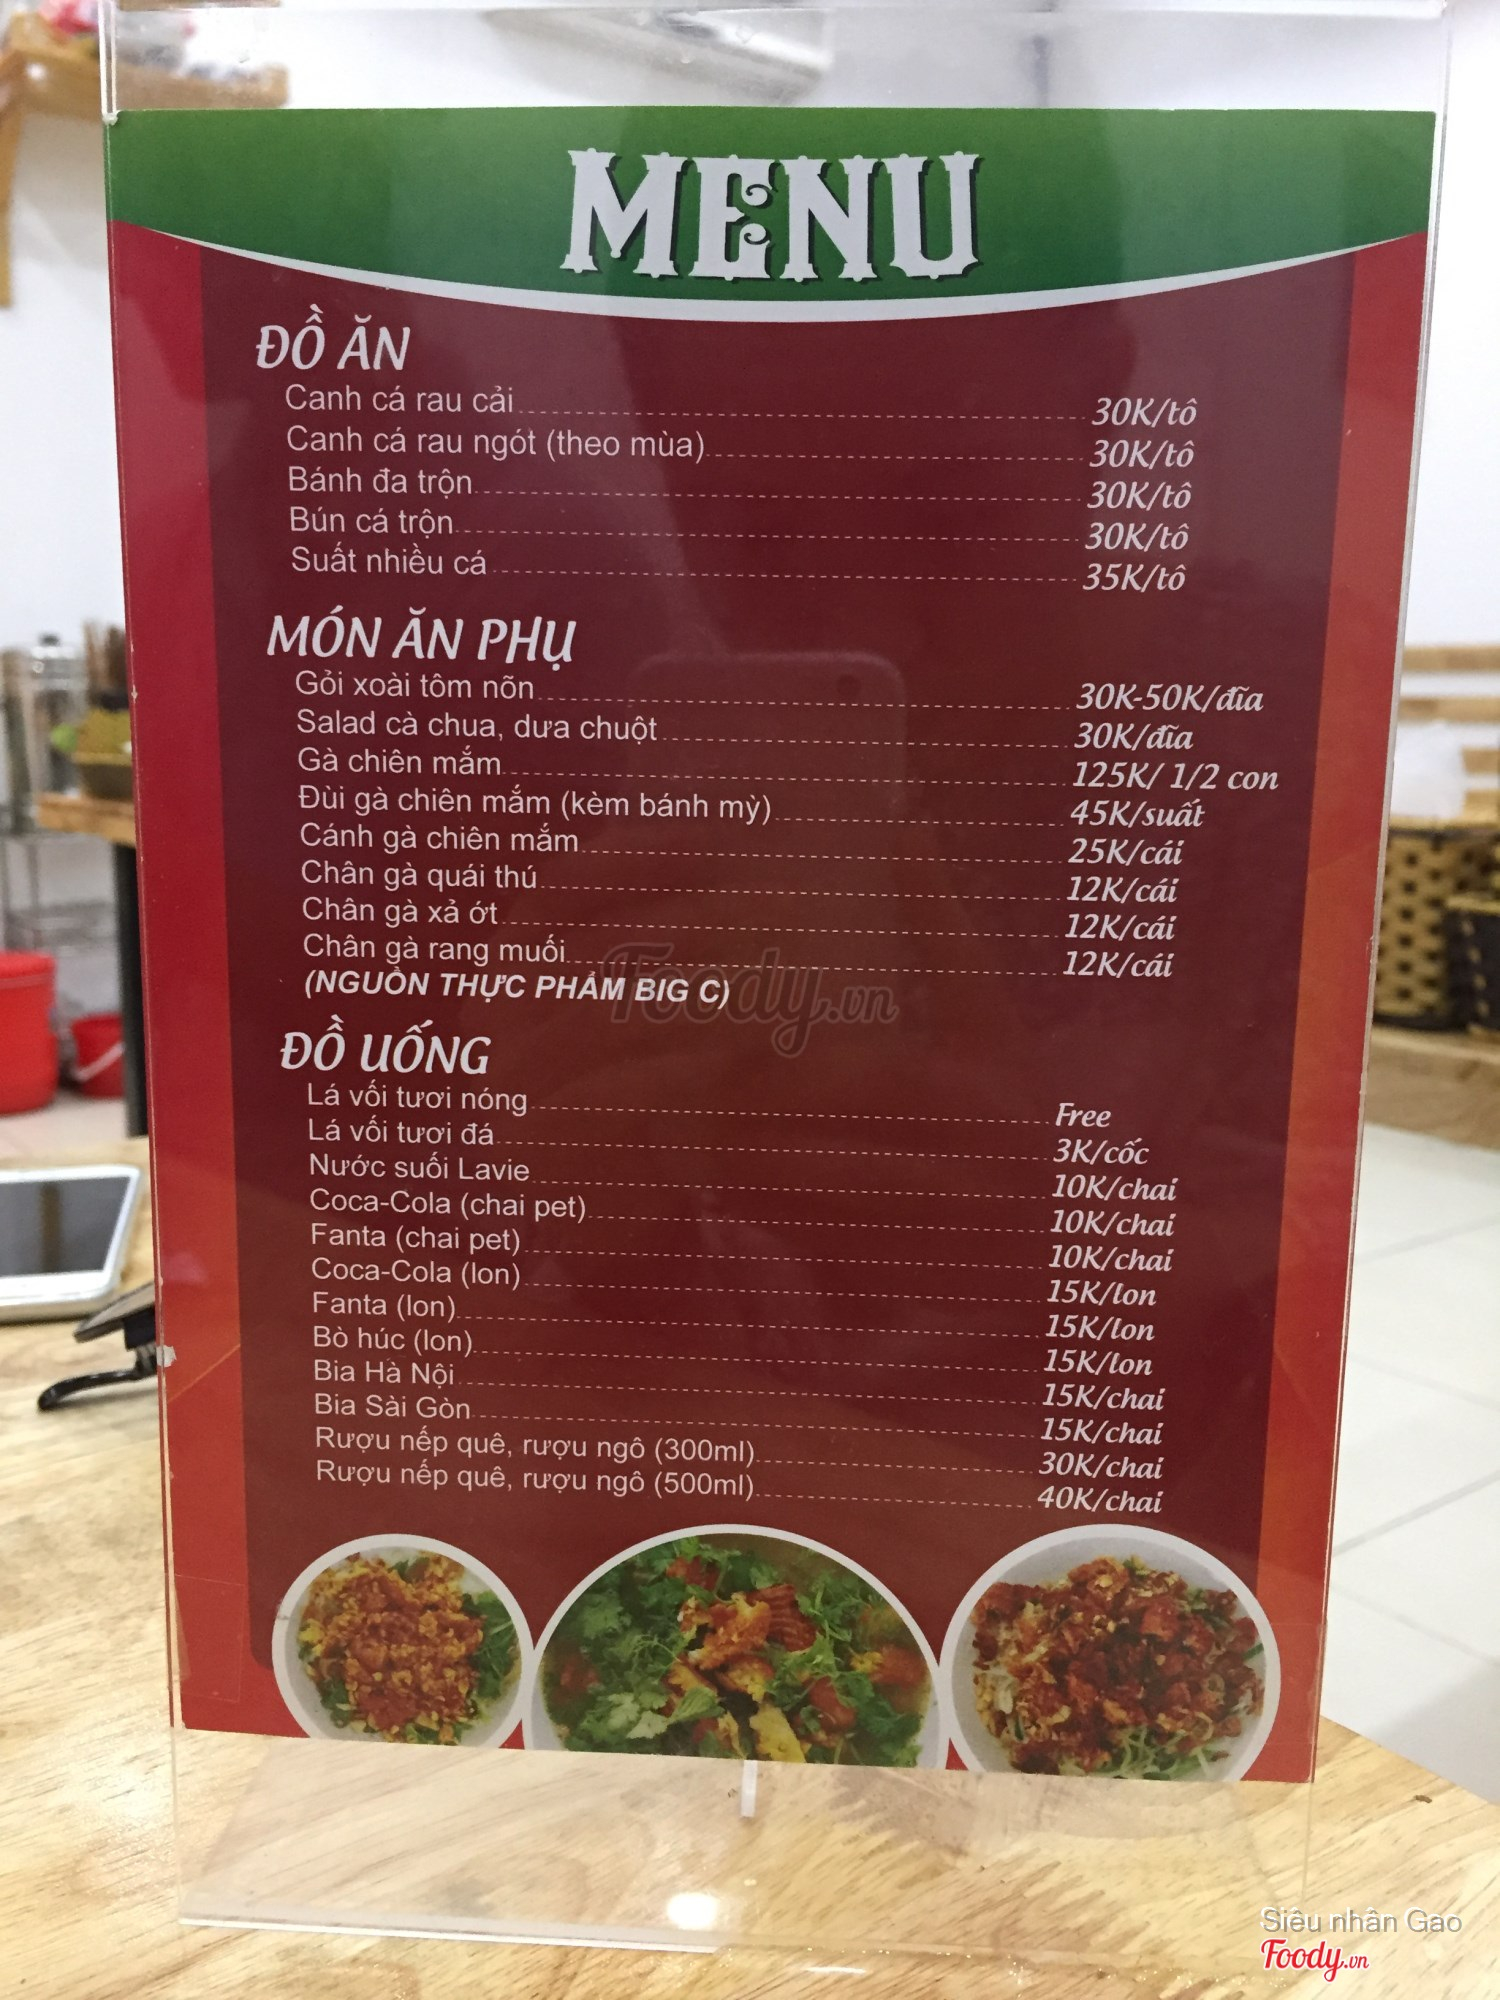 MENU
ĐỒ ĂN
Canh cá rau cải 30K/tô
Canh cá rau ngót (theo mùa) 30K/tô
Bánh đa trộn 30K/tô
Bún cá trộn 30K/tô
Suất nhiều cá 35K/tô
MÓN ĂN PHỤ
Gỏi xoài tôm nõn 30K-50K/đĩa
Salad cà chua, dưa chuột 30K/đĩa
Gà chiên mắm 125K/ 1/2 con
Đùi gà chiên mắm (kèm bánh mỳ) 45K/suất
Cánh gà chiên mắm 25K/cái
Chân gà quái thú 12K/cái
Chân gà xả ớt 12K/cái
Chân gà rang muối 12K/cái
(NGUỒN THỰC PHẨM BIG C)
Foody.vn
ĐỒ UỐNG
Lá vối tươi nóng Free
Lá vối tươi đá 3K/cốc
Nước suối Lavie 10K/chai
Coca-Cola (chai pet) 10K/chai
Fanta (chai pet) 10K/chai
Coca-Cola (lon) 15K/lon
Fanta (lon) 15K/lon
Bò húc (lon) 15K/lon
Bia Hà Nội 15K/chai
Bia Sài Gòn 15K/chai
Rượu nếp quê, rượu ngô (300ml) 30K/chai
Rượu nếp quê, rượu ngô (500ml) 40K/chai
Siêu nhân Gao
Foody.vn